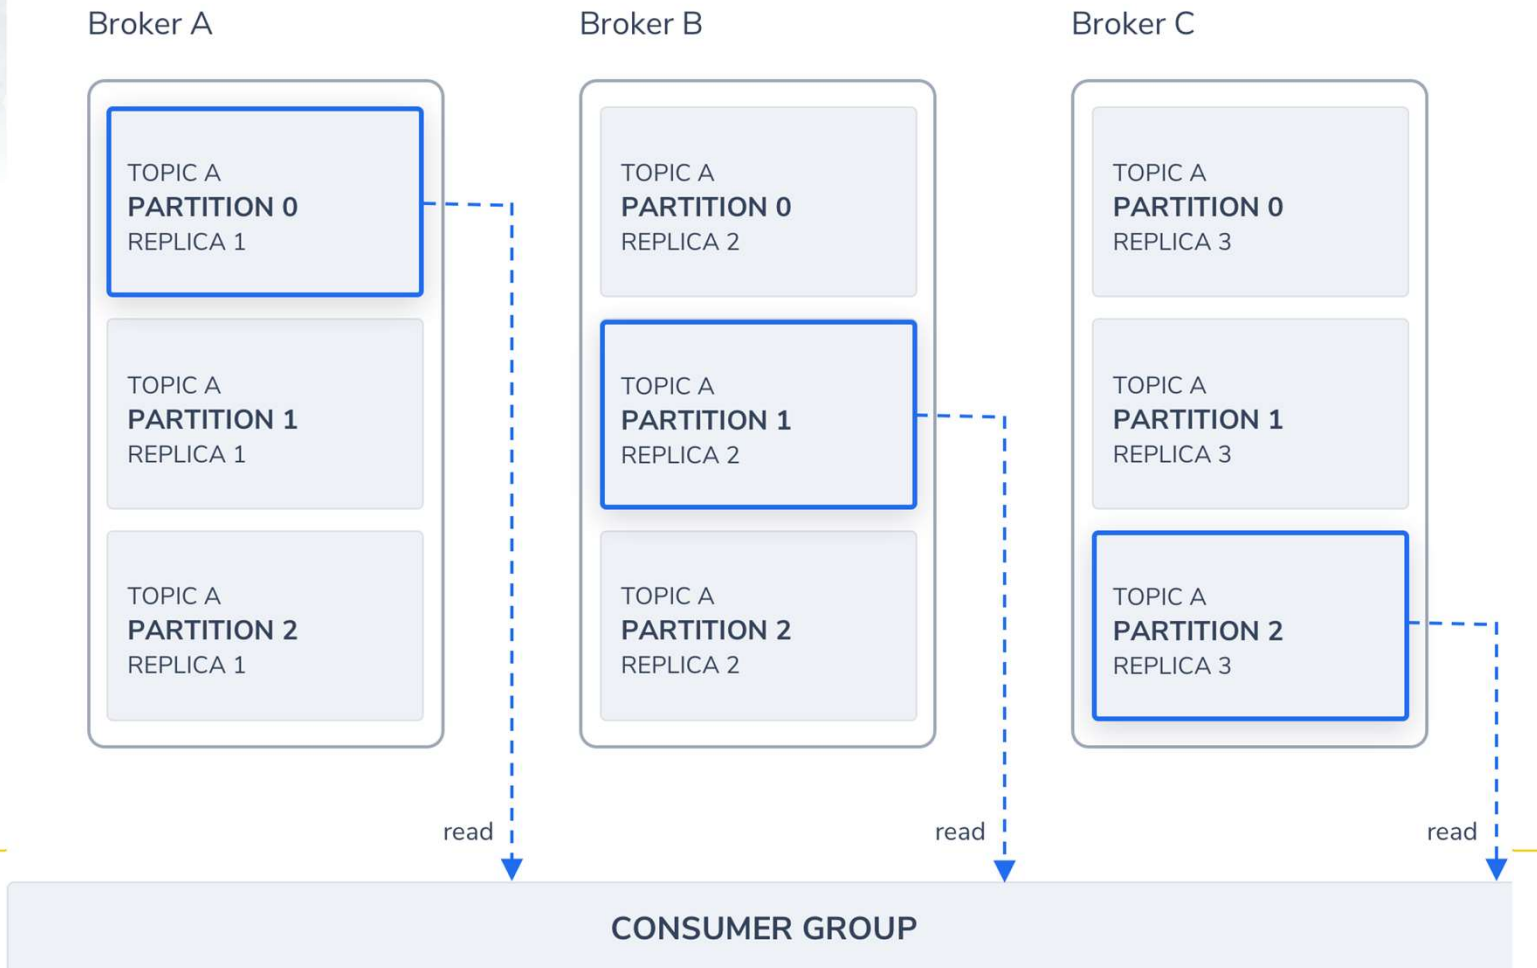 Broker A
TOPIC A
PARTITION 0
REPLICA 1
TOPIC A
PARTITION 1
REPLICA 1
TOPIC A
PARTITION 2
REPLICA 1
read
Broker B
TOPIC A
PARTITION 0
REPLICA 2
TOPIC A
PARTITION 1
REPLICA 2
TOPIC A
PARTITION 2
REPLICA 2
read
Broker C
TOPIC A
PARTITION 0
REPLICA 3
TOPIC A
PARTITION 1
REPLICA 3
TOPIC A
PARTITION 2
REPLICA 3
read
CONSUMER GROUP